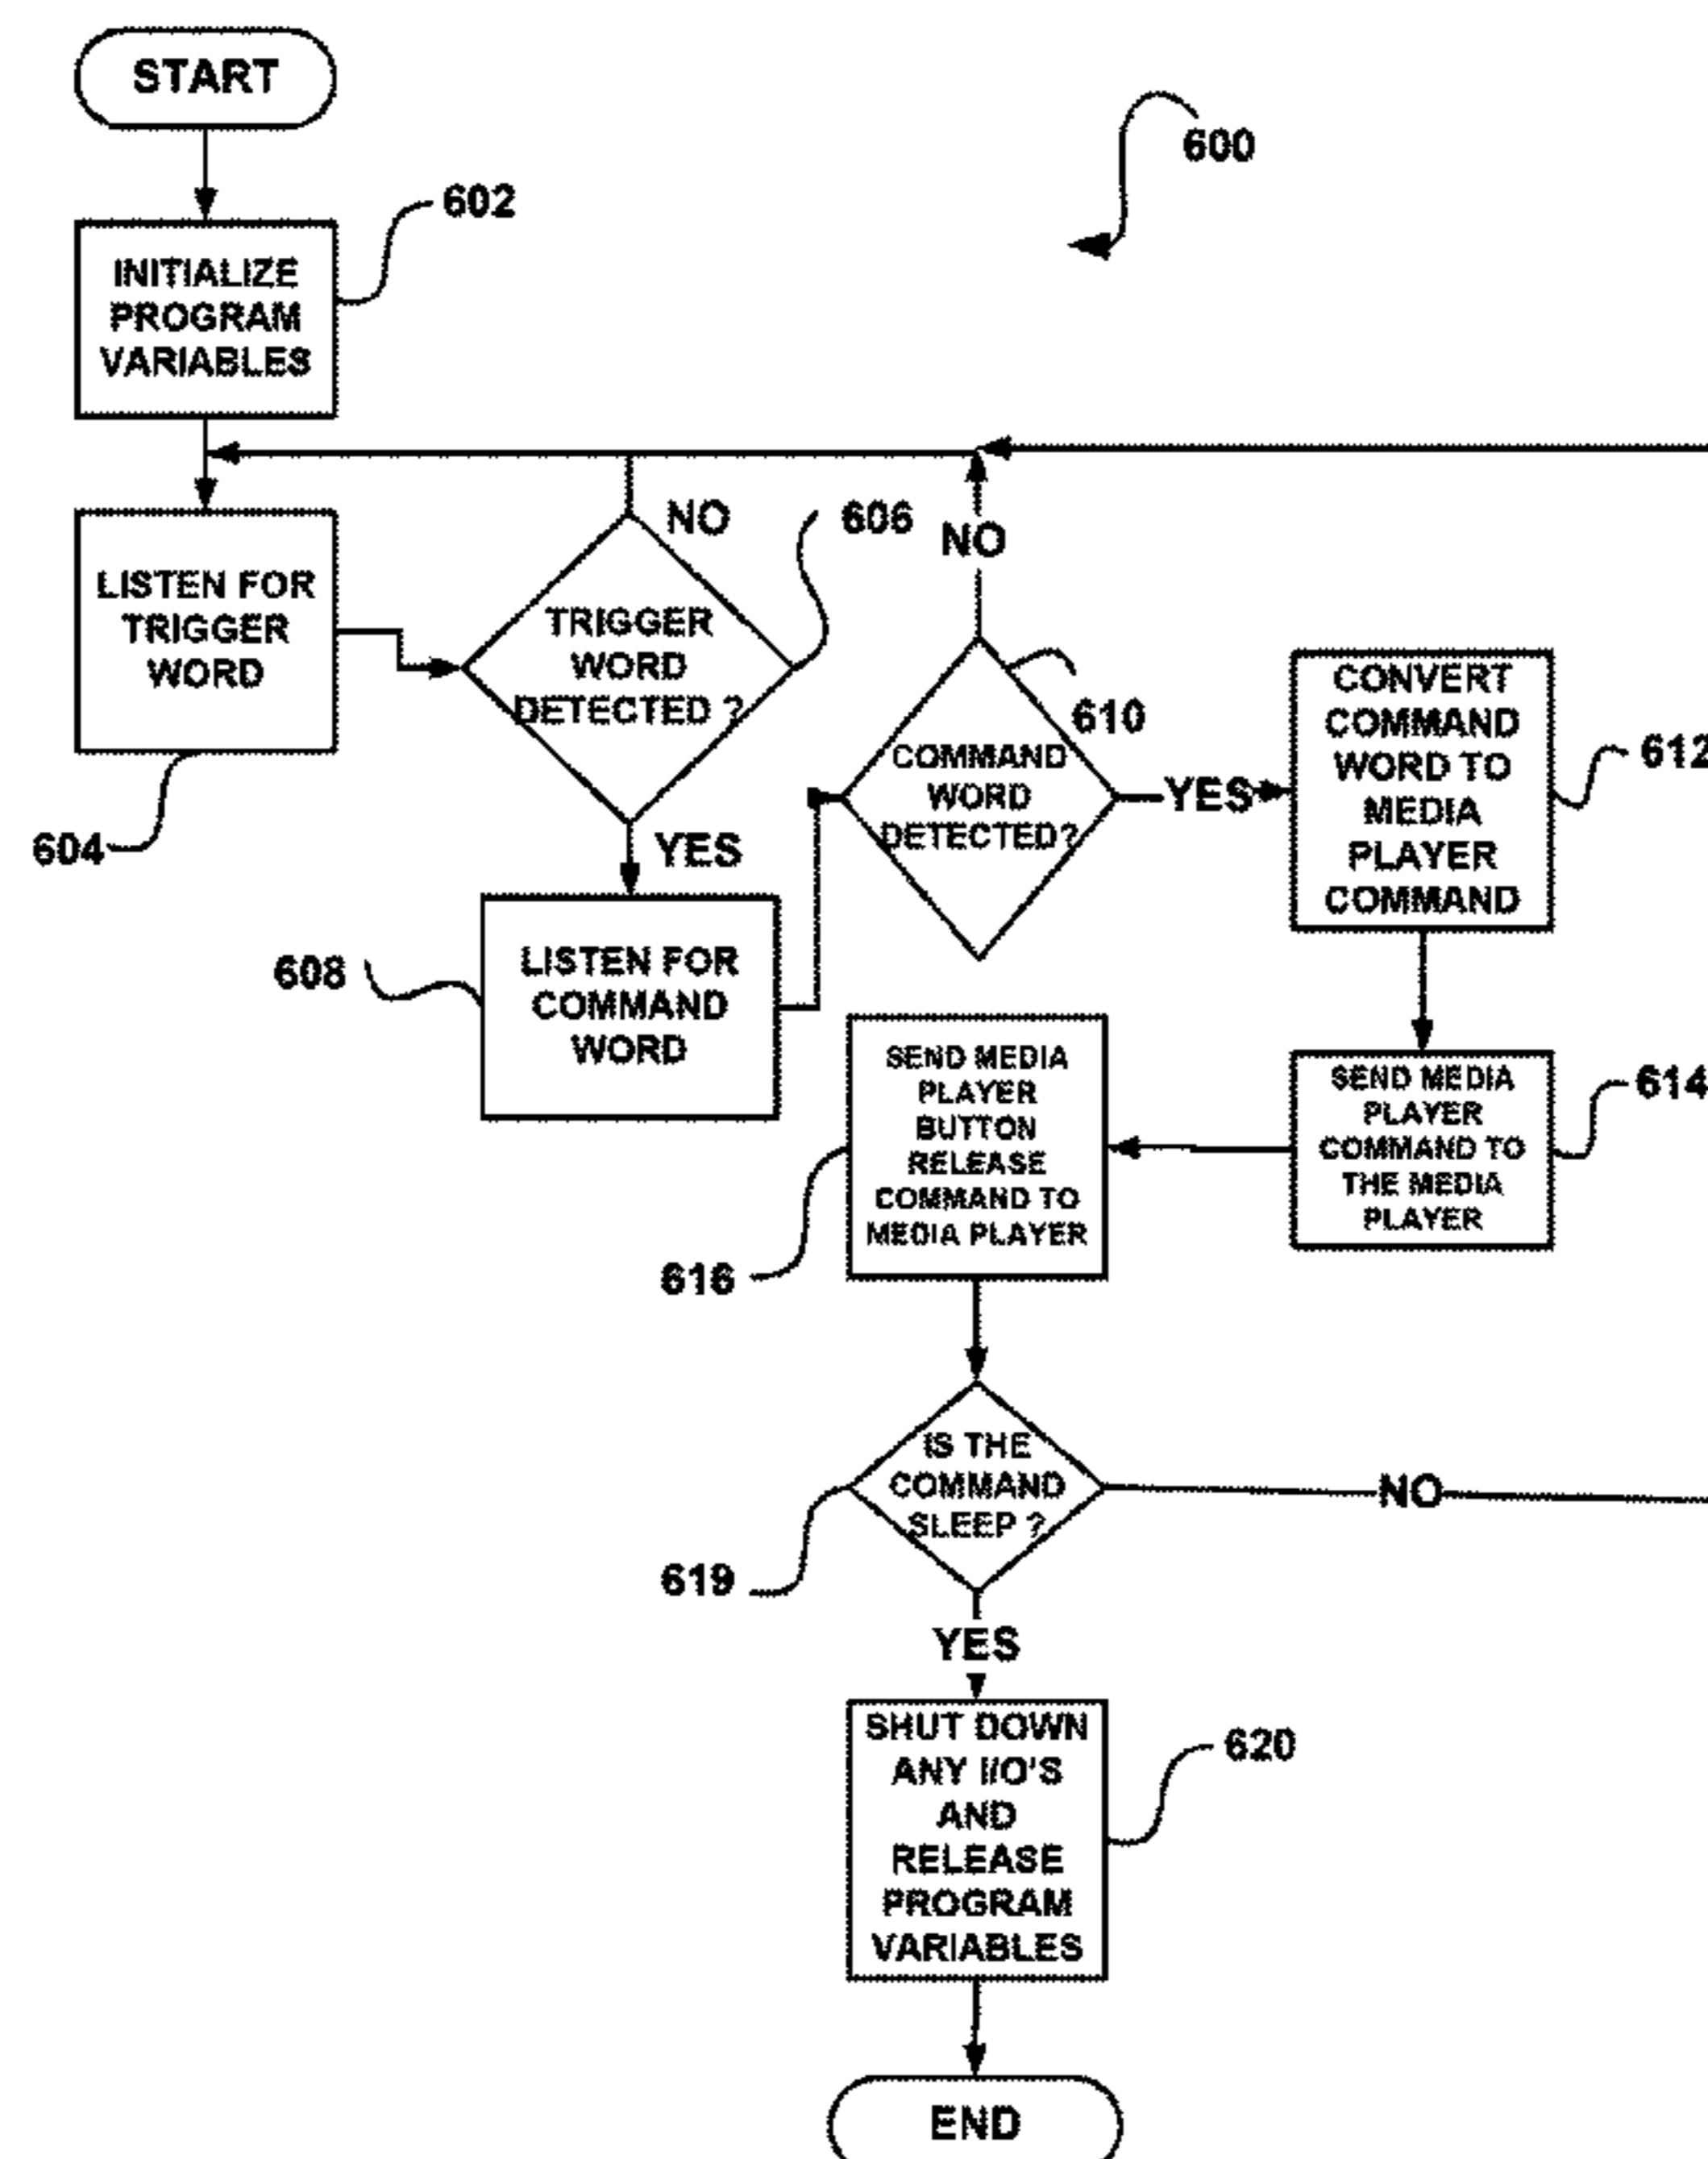 START
600
602
INITIALIZE
PROGRAM
VARIABLES
NO
606
NO
LISTEN FOR
TRIGGER
WORD
TRIGGER
WORD
DETECTED ?
604
YES
610
COMMAND
WORD
DETECTED?
YES
CONVERT
COMMAND
WORD TO
MEDIA
PLAYER
COMMAND
612
608
LISTEN FOR
COMMAND
WORD
SEND MEDIA
PLAYER
COMMAND TO
THE MEDIA
PLAYER
614
SEND MEDIA
PLAYER
BUTTON
RELEASE
COMMAND TO
MEDIA PLAYER
616
IS THE
COMMAND
SLEEP ?
NO
619
YES
SHUT DOWN
ANY I/O'S
AND
RELEASE
PROGRAM
VARIABLES
620
END